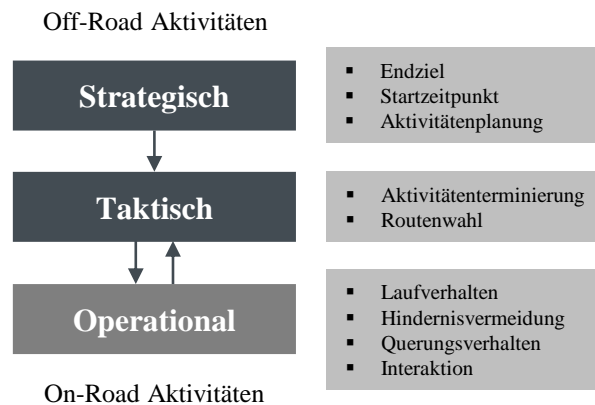 Off-Road Aktivitäten
Strategisch
▪ Endziel
▪ Startzeitpunkt
▪ Aktivitätenplanung
Taktisch
▪ Aktivitätenterminierung
▪ Routenwahl
Operational
▪ Laufverhalten
▪ Hindernisvermeidung
▪ Querungsverhalten
▪ Interaktion
On-Road Aktivitäten